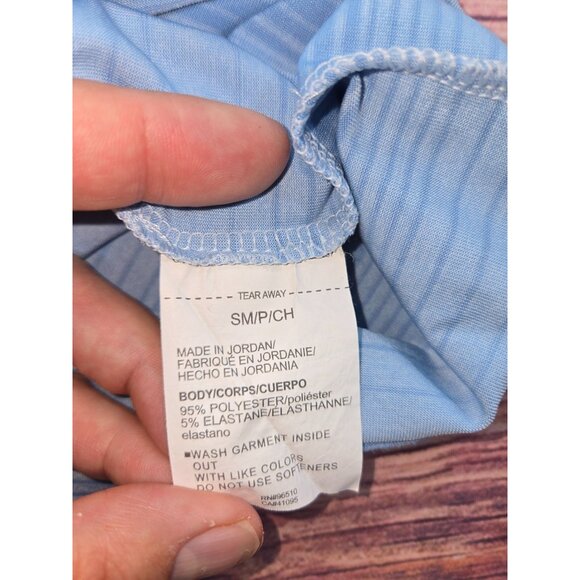 TEAR AWAY
SM/P/CH
MADE IN JORDAN/
FABRIQUÉ EN JORDANIE/
HECHO EN JORDANIA
BODY/CORPS/CUERPO
95% POLYESTER/poliéster
5% ELASTANE/ÉLASTHANNE/
elastano
■WASH GARMENT INSIDE
OUT
WITH LIKE COLORS
DO NOT USE SOFTENERS
RN#96510
CA#41095